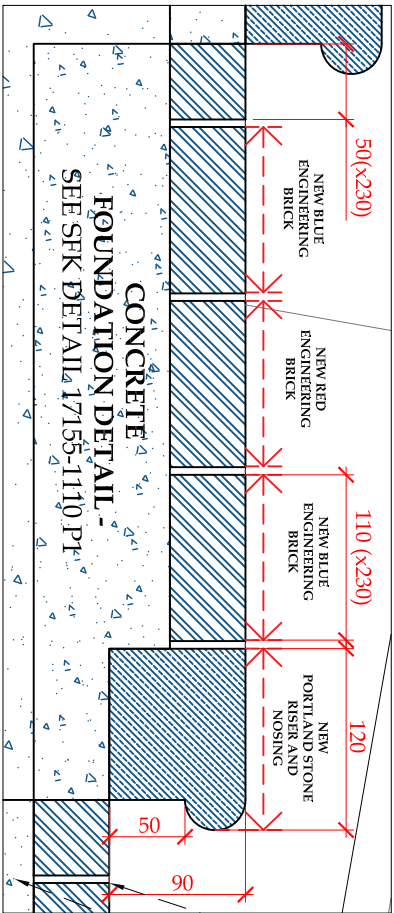 50(x230)
NEW BLUE
ENGINEERING
BRICK
NEW RED
ENGINEERING
BRICK
110 (x230)
NEW BLUE
ENGINEERING
BRICK
120
NEW
PORTLAND STONE
RISER AND
NOSING
CONCRETE
FOUNDATION DETAIL -
SEE SFK DETAIL 17155-1110 P1
50
90